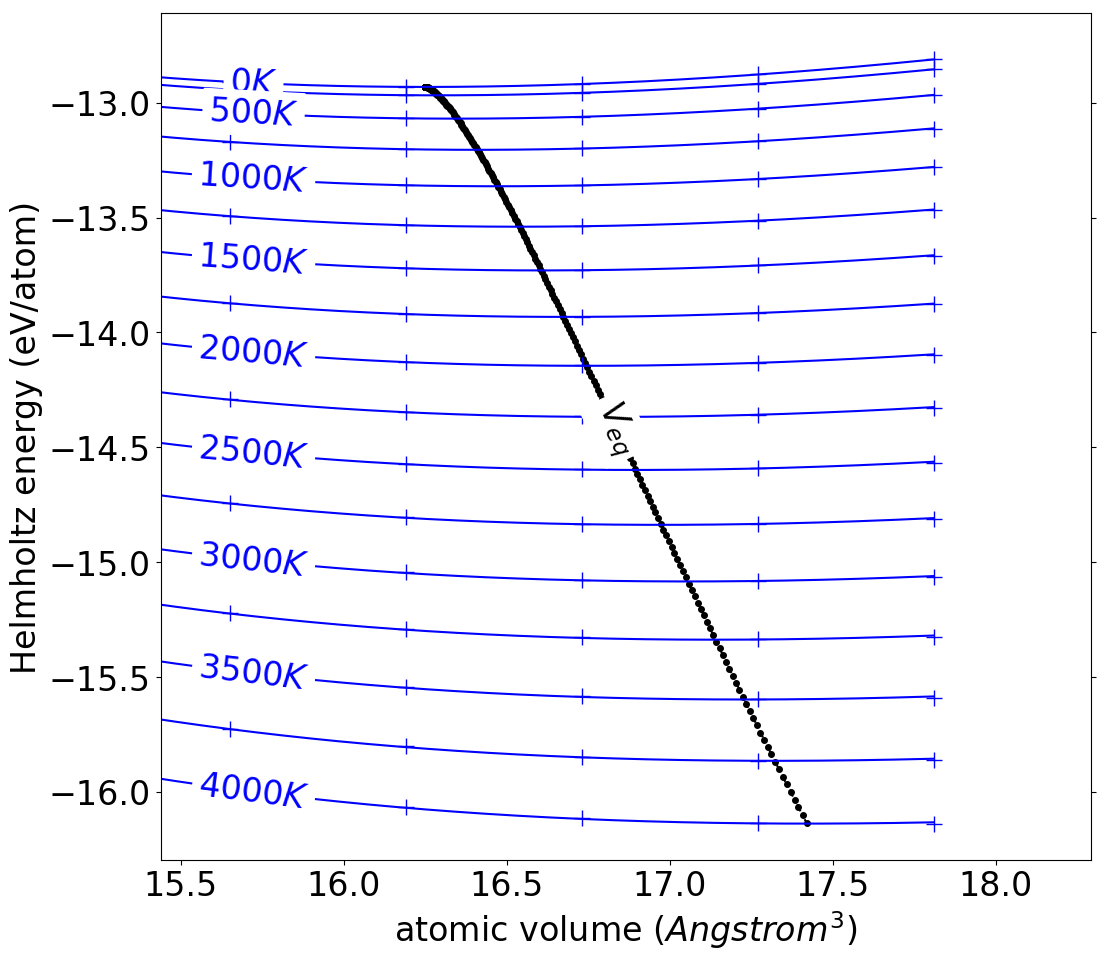 0K
−13.0
500K
1000K
−13.5
1500K
−14.0
2000K
V_eq
−14.5
2500K
−15.0
3000K
−15.5
3500K
−16.0
4000K
Helmholtz energy (eV/atom)
15.5 16.0 16.5 17.0 17.5 18.0
atomic volume (Angstrom³)